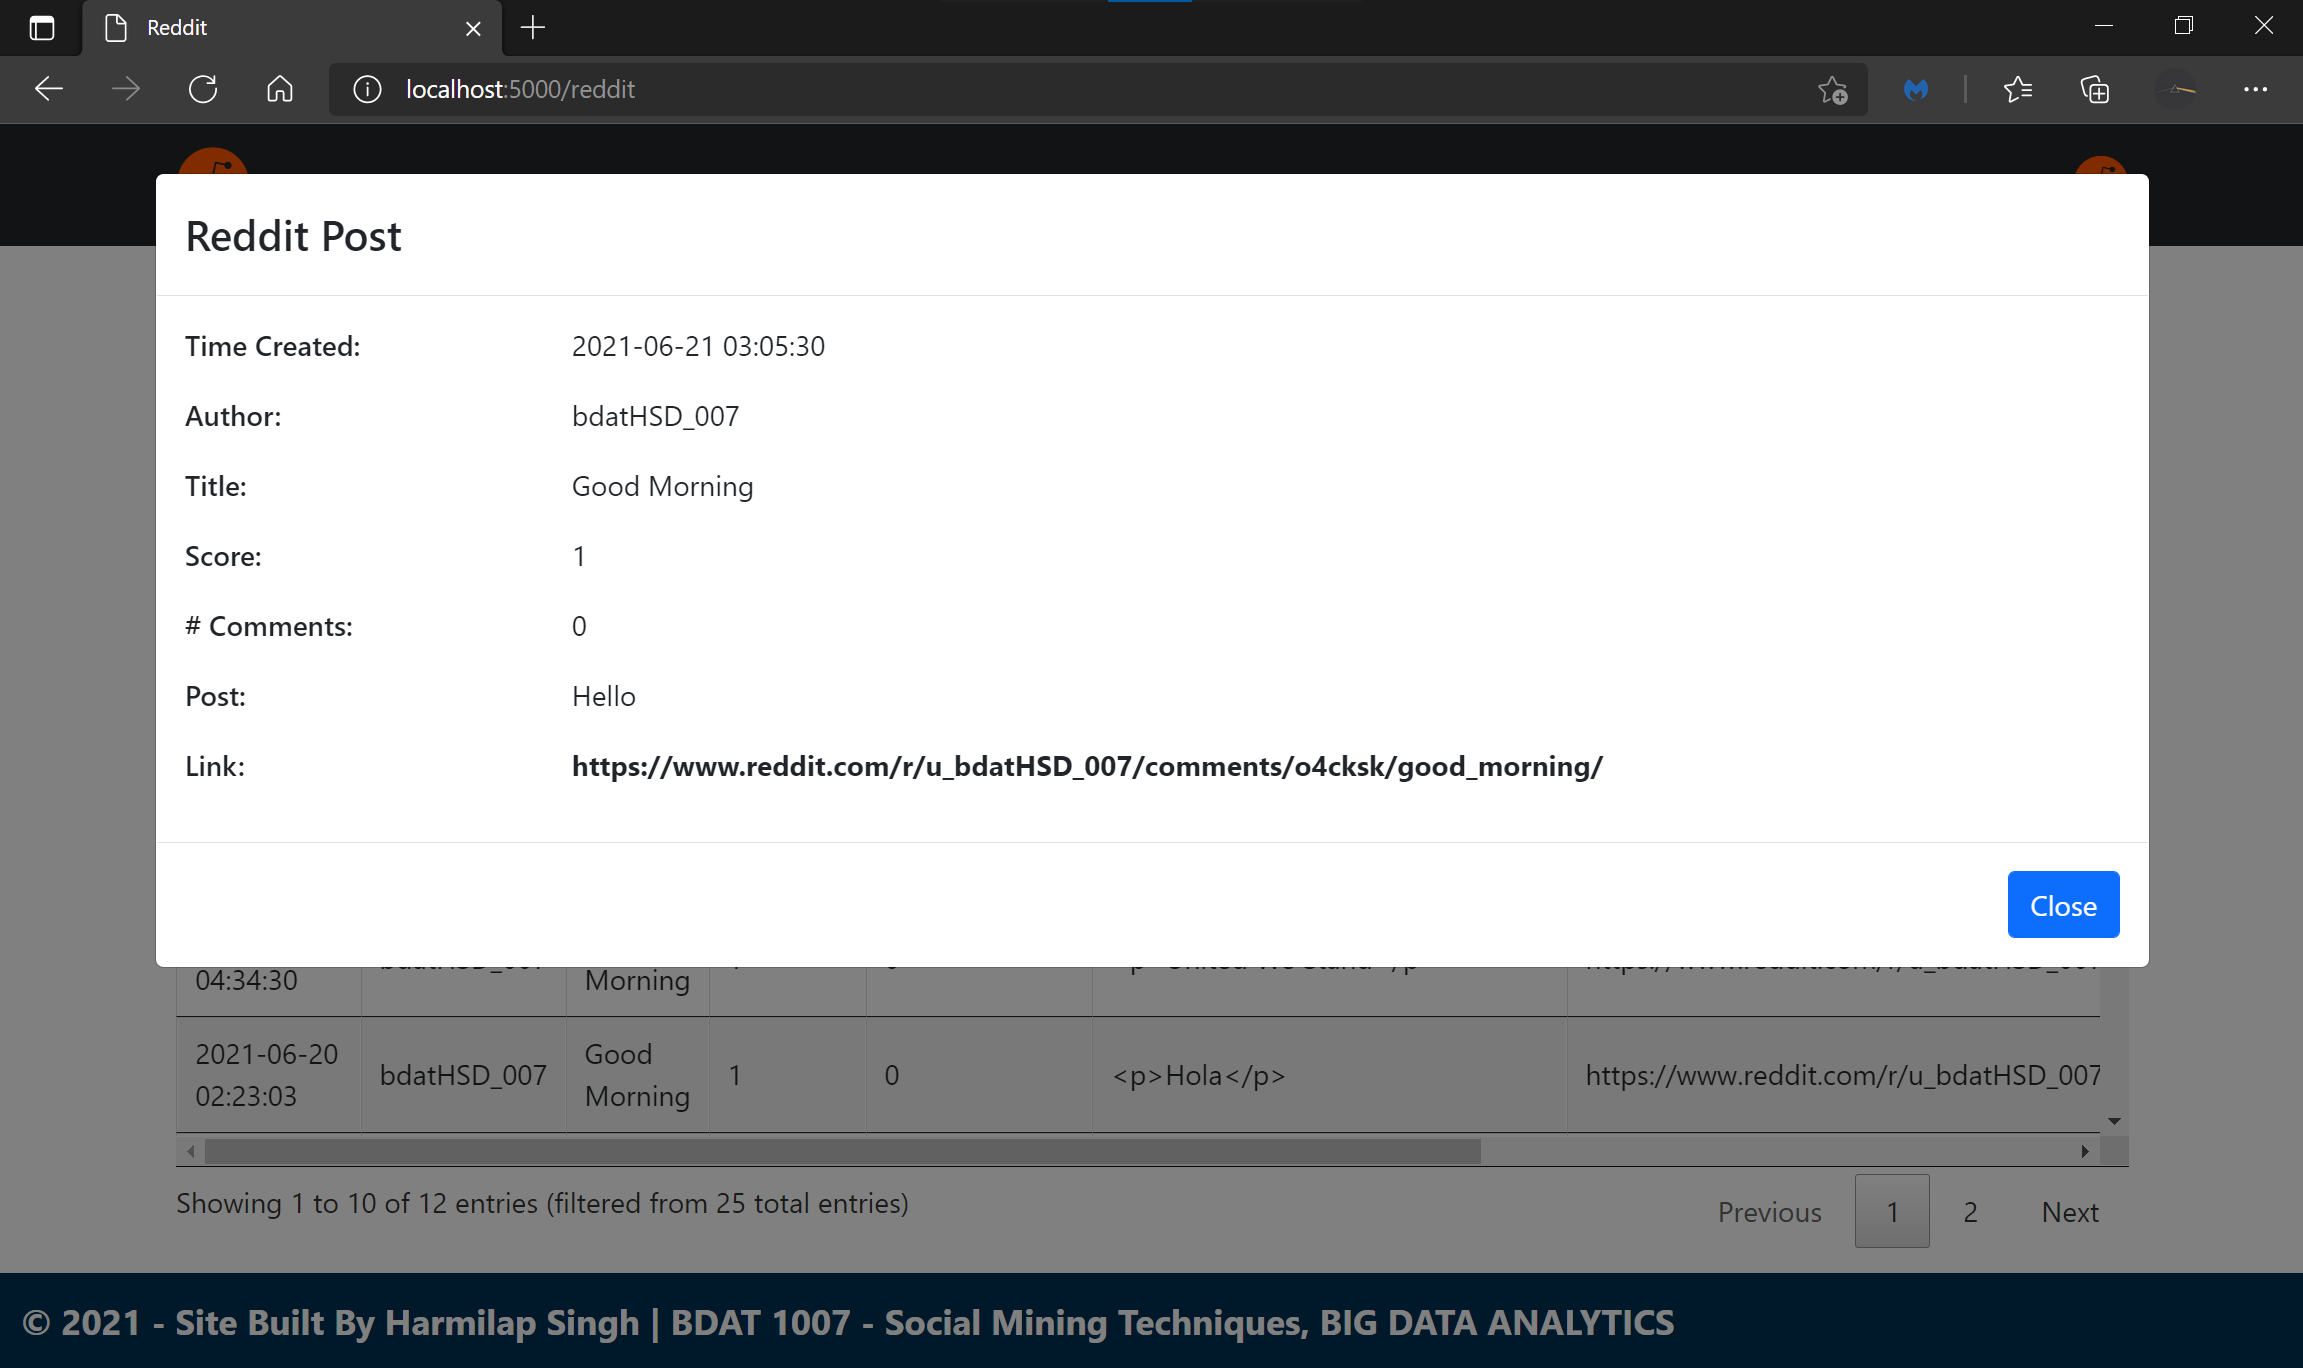 Reddit
localhost:5000/reddit
Reddit Post
Time Created: 2021-06-21 03:05:30
Author: bdatHSD_007
Title: Good Morning
Score: 1
# Comments: 0
Post: Hello
Link: https://www.reddit.com/r/u_bdatHSD_007/comments/o4cksk/good_morning/
Close
04:34:30 Morning
2021-06-20 Good
bdatHSD_007 1 0 <p>Hola</p> https://www.reddit.com/r/u_bdatHSD_007
02:23:03 Morning
Showing 1 to 10 of 12 entries (filtered from 25 total entries)
Previous 1 2 Next
© 2021 - Site Built By Harmilap Singh | BDAT 1007 - Social Mining Techniques, BIG DATA ANALYTICS